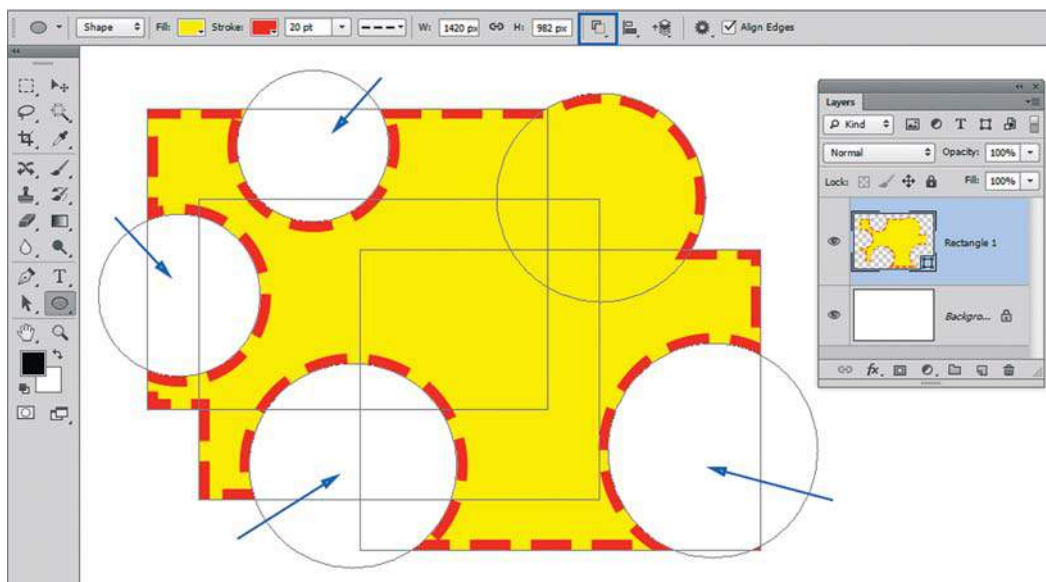 Shape Fill: Stroke: 20 pt W: 1420 px H: 982 px Align Edges
T
Layers
Kind T
Normal Opacity: 100%
Lock: Fill: 100%
Rectangle 1
Backgro...
fx